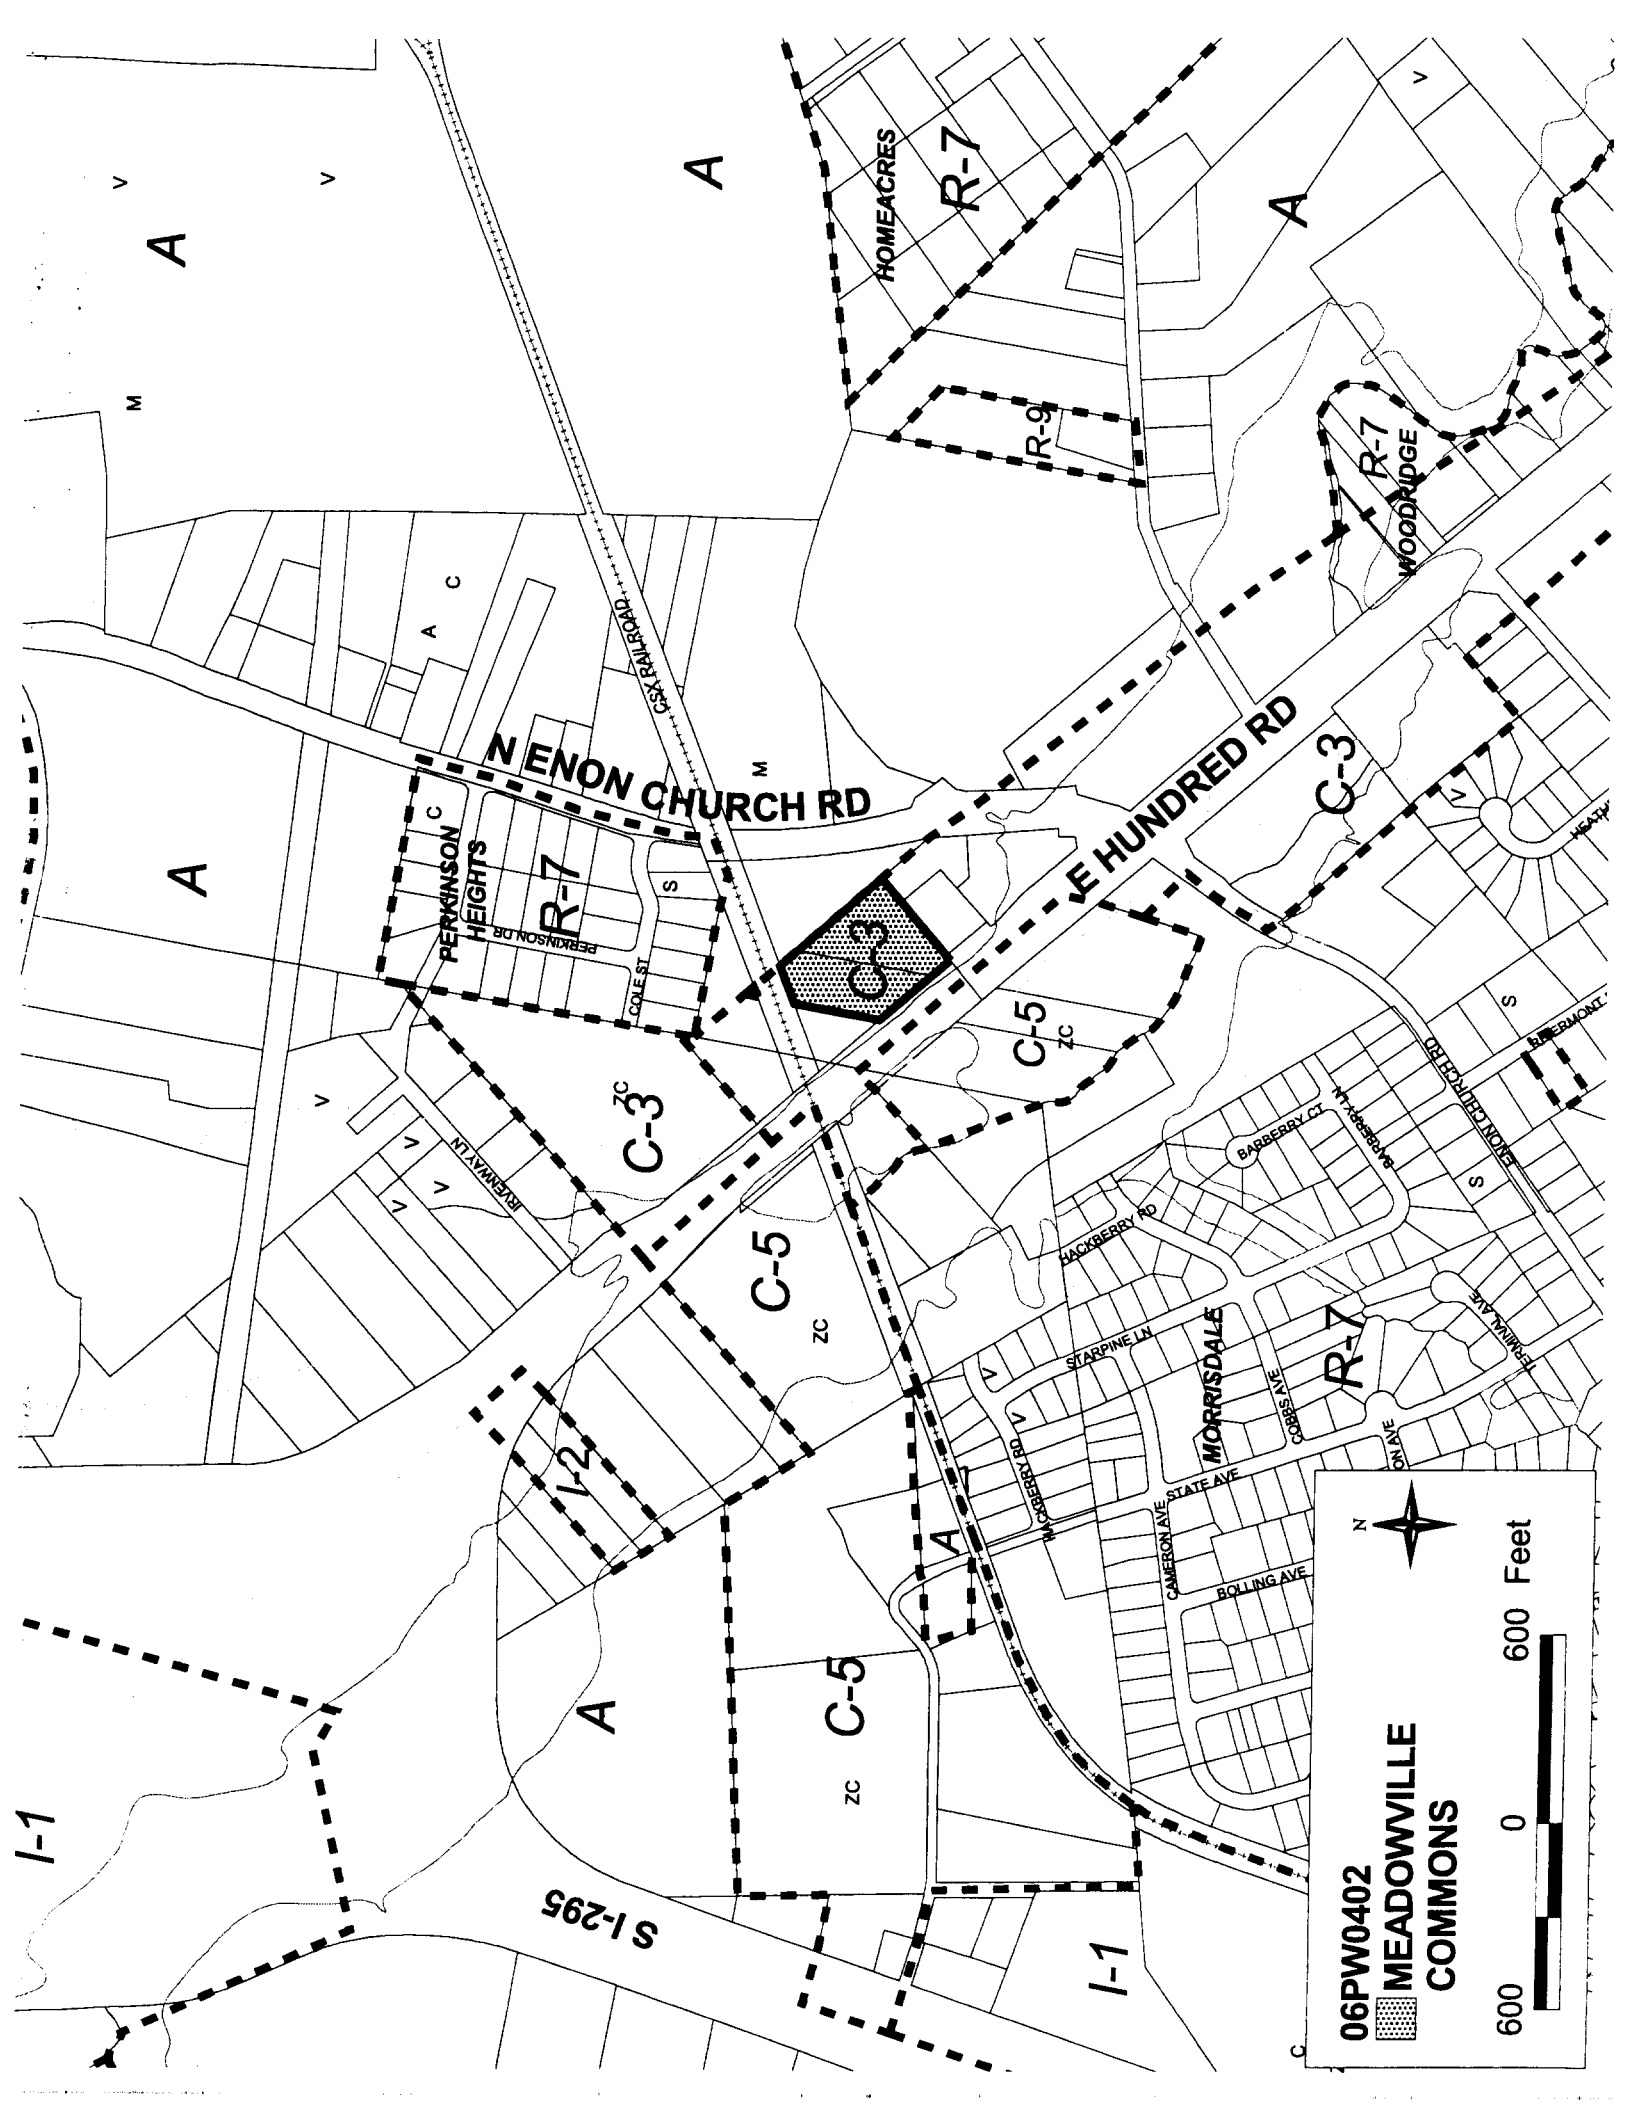 I-1
A
V
V
M
A
A
HOMEACRES
R-7
V
A
R-9
R-7
WOODRIDGE
A
C
A
CSX RAILROAD
N ENON CHURCH RD
M
C
PERKINSON
HEIGHTS
R-7
PERKINSON DR
COLE ST
S
C-3
E HUNDRED RD
C-3
V
C-5
ZC
ZC
C-3
V
V
V
V
IRVENWAY LN
C-5
ZC
I-2
A
C-5
ZC
A
S I-295
I-1
HACKBERRY RD
BARBERRY CT
BARBERRY LN
ENON CHURCH RD
S
S
STARPINE LN
MORRISDALE
R-7
COBBS AVE
TERMINAL AVE
V
V
HACKBERRY RD
STATE AVE
CAMERON AVE
BOLLING AVE
ON AVE
C
N
06PW0402
MEADOWVILLE
COMMONS
600 0 600 Feet